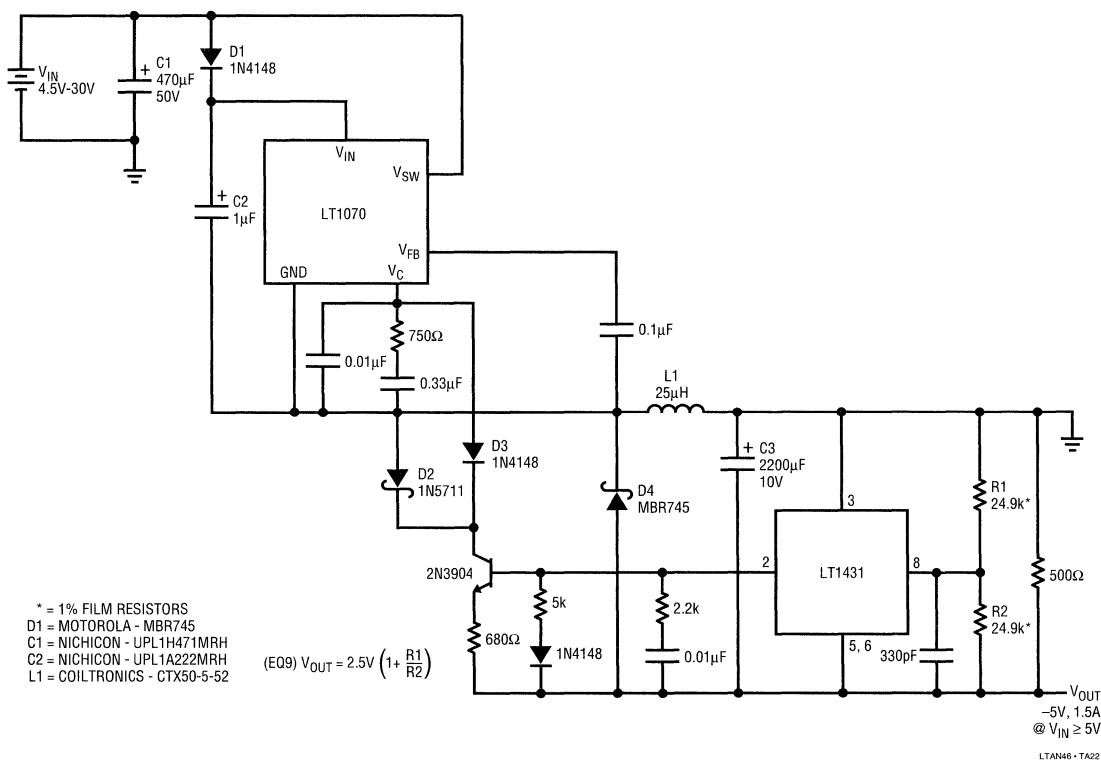 VIN
4.5V-30V
+
C1
470µF
50V
D1
1N4148
VIN
VSW
LT1070
+
C2
1µF
VFB
GND
VC
750Ω
0.01µF
0.33µF
0.1µF
L1
25µH
D3
1N4148
D2
1N5711
+
C3
2200µF
10V
D4
MBR745
R1
24.9k*
3
2
LT1431
8
2N3904
5k
2.2k
500Ω
R2
24.9k*
680Ω
1N4148
0.01µF
5, 6
330pF
* = 1% FILM RESISTORS
D1 = MOTOROLA - MBR745
C1 = NICHICON - UPL1H471MRH
C2 = NICHICON - UPL1A222MRH
L1 = COILTRONICS - CTX50-5-52
(EQ9) VOUT = 2.5V (1+ R1/R2)
VOUT
–5V, 1.5A
@ VIN ≥ 5V
LTAN46 • TA22